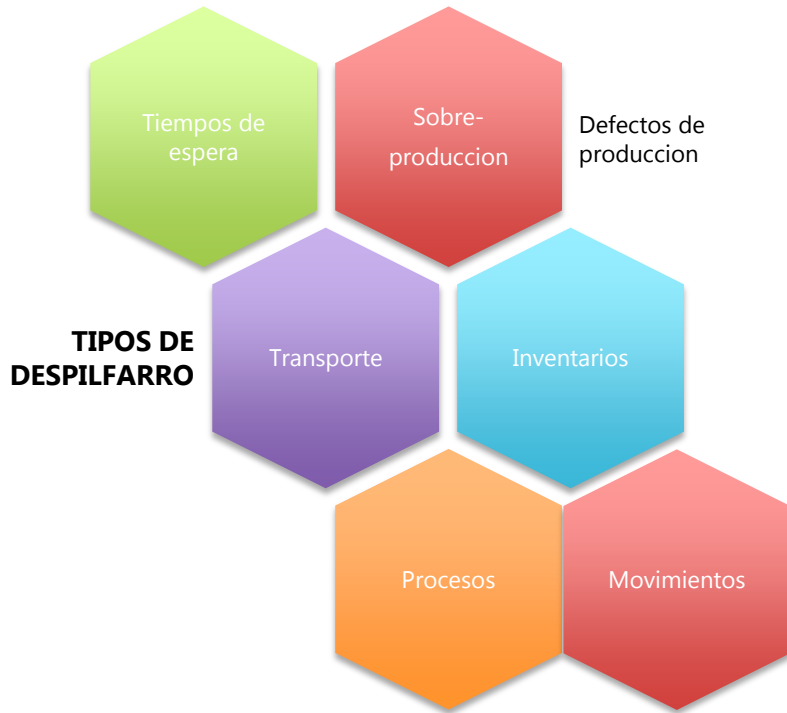 Tiempos de
espera
Sobre-
produccion
Defectos de
produccion
TIPOS DE
DESPILFARRO
Transporte
Inventarios
Procesos
Movimientos